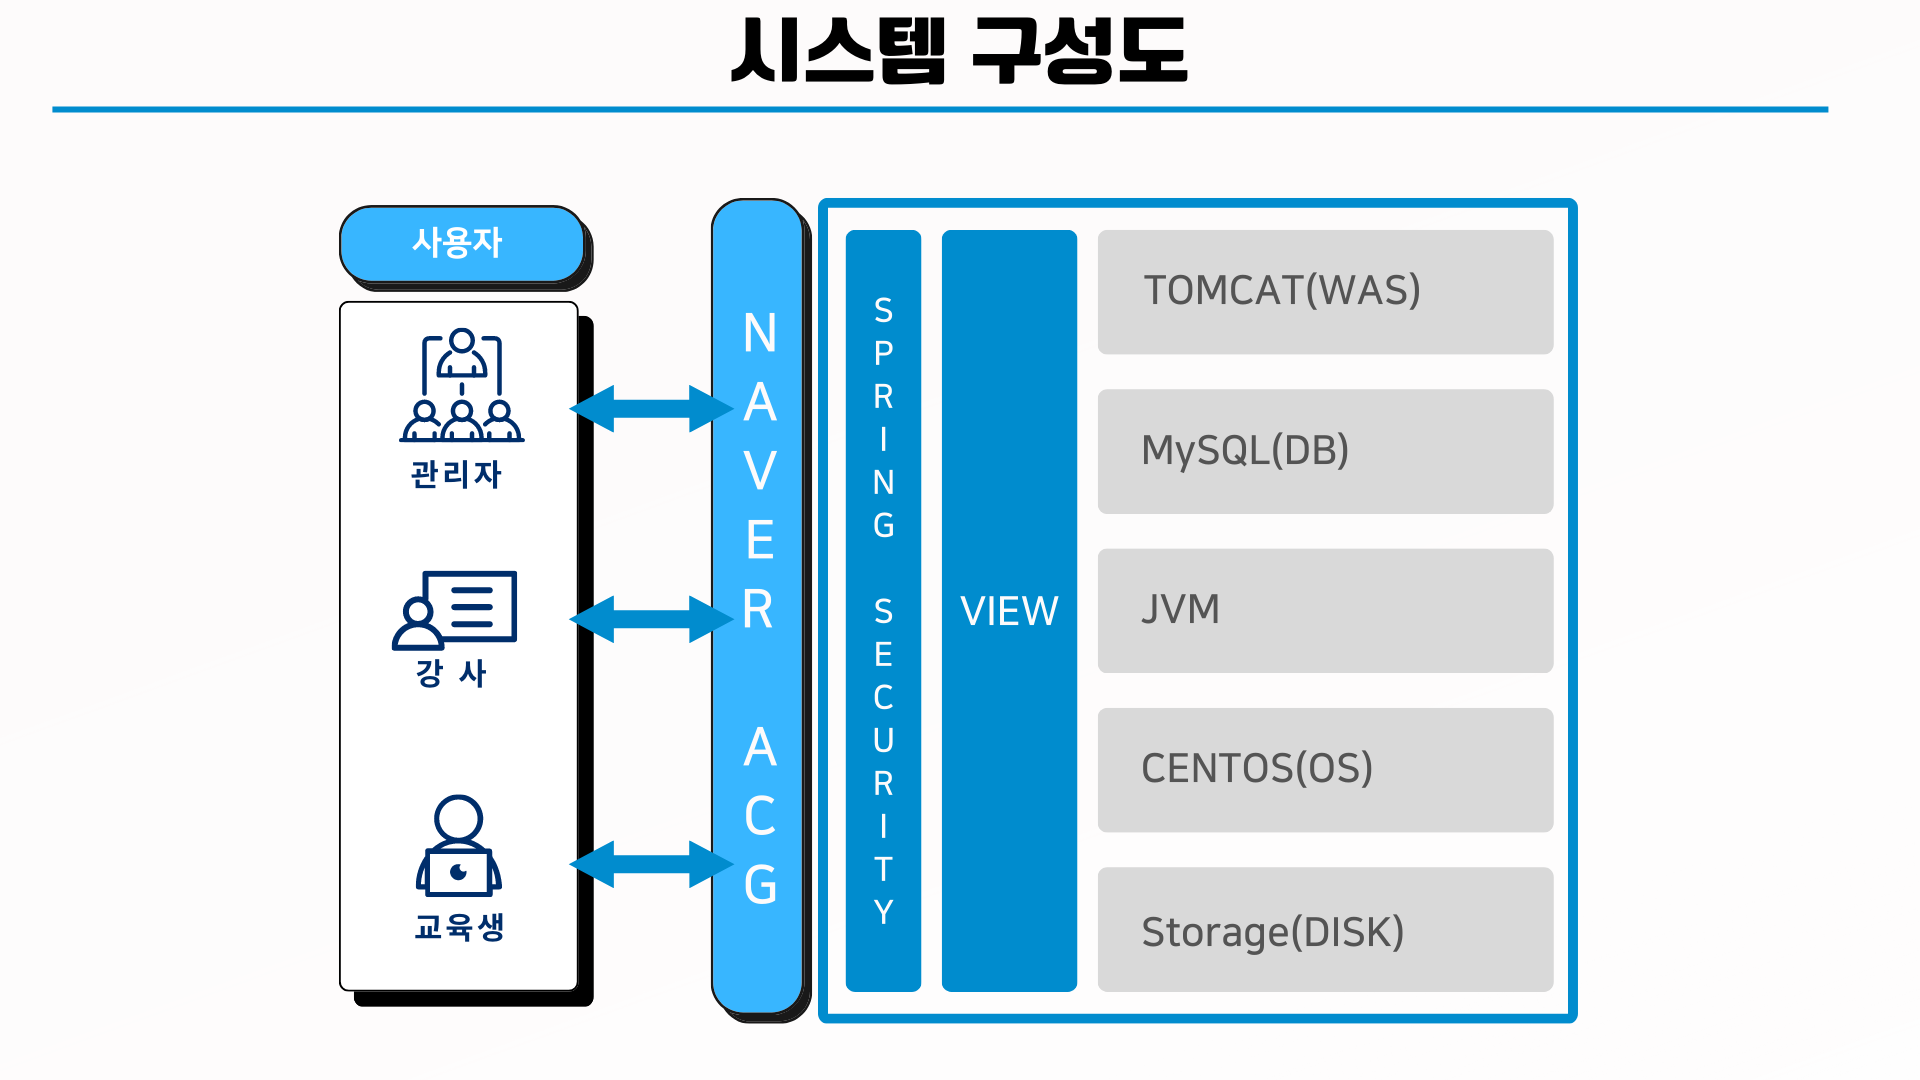 시스템 구성도
사용자
관리자
강 사
교육생
NAVER ACG
SPRING SECURITY
VIEW
TOMCAT(WAS)
MySQL(DB)
JVM
CENTOS(OS)
Storage(DISK)